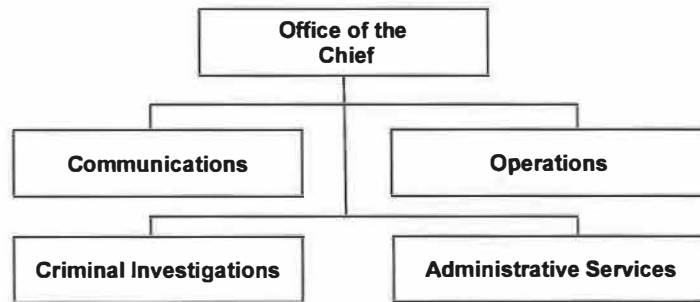 Office of the
Chief
Communications
Operations
Criminal Investigations
Administrative Services